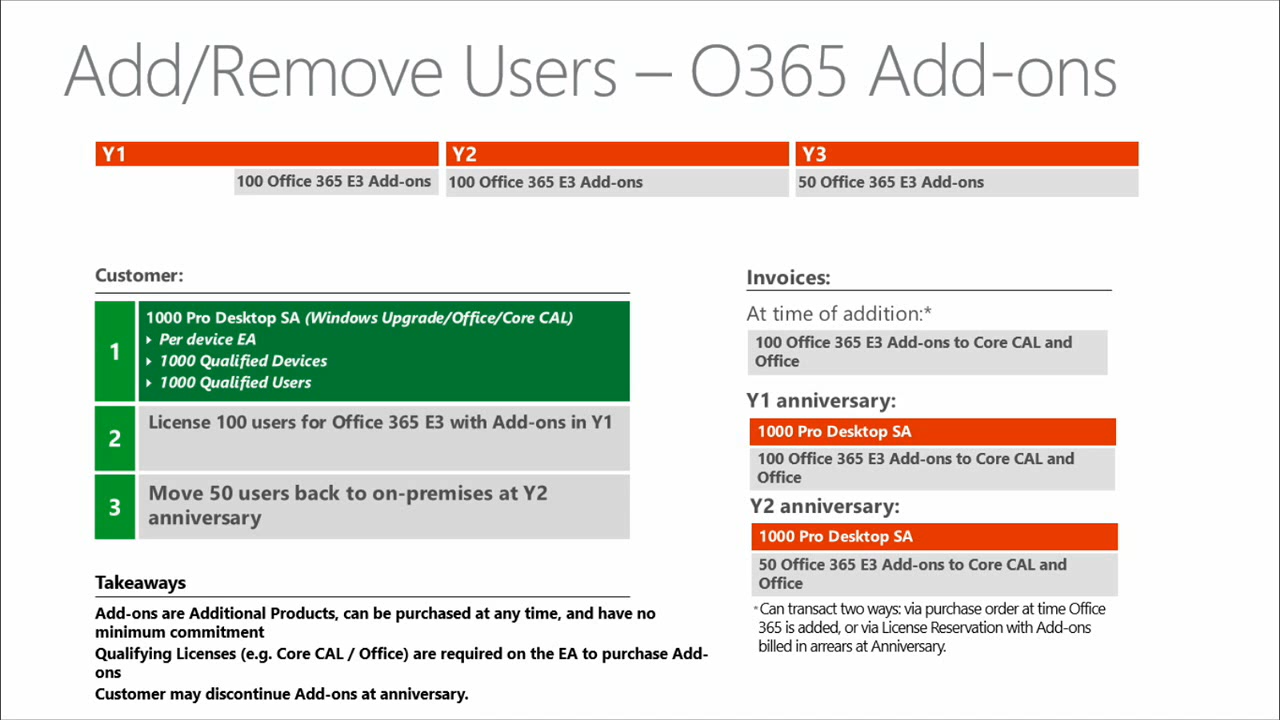 Add/Remove Users – O365 Add-ons
Y1
Y2
Y3
100 Office 365 E3 Add-ons
100 Office 365 E3 Add-ons
50 Office 365 E3 Add-ons
Customer:
1
1000 Pro Desktop SA (Windows Upgrade/Office/Core CAL)
Per device EA
1000 Qualified Devices
1000 Qualified Users
2
License 100 users for Office 365 E3 with Add-ons in Y1
3
Move 50 users back to on-premises at Y2
anniversary
Takeaways
Add-ons are Additional Products, can be purchased at any time, and have no
minimum commitment
Qualifying Licenses (e.g. Core CAL / Office) are required on the EA to purchase Add-
ons
Customer may discontinue Add-ons at anniversary.
Invoices:
At time of addition:*
100 Office 365 E3 Add-ons to Core CAL and
Office
Y1 anniversary:
1000 Pro Desktop SA
100 Office 365 E3 Add-ons to Core CAL and
Office
Y2 anniversary:
1000 Pro Desktop SA
50 Office 365 E3 Add-ons to Core CAL and
Office
*Can transact two ways: via purchase order at time Office
365 is added, or via License Reservation with Add-ons
billed in arrears at Anniversary.